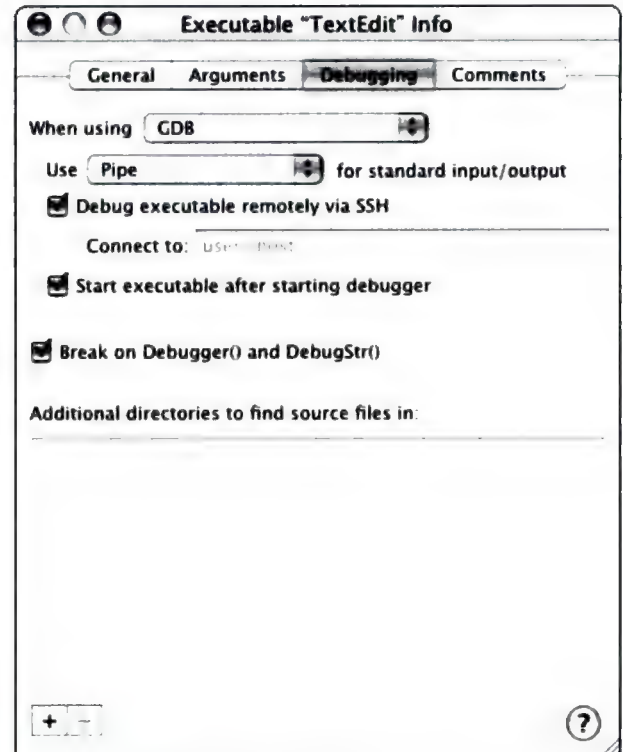 Executable “TextEdit” Info
General Arguments Debugging Comments
When using GDB
Use Pipe for standard input/output
Debug executable remotely via SSH
Connect to:
Start executable after starting debugger
Break on Debugger() and DebugStr()
Additional directories to find source files in:
+ -
?